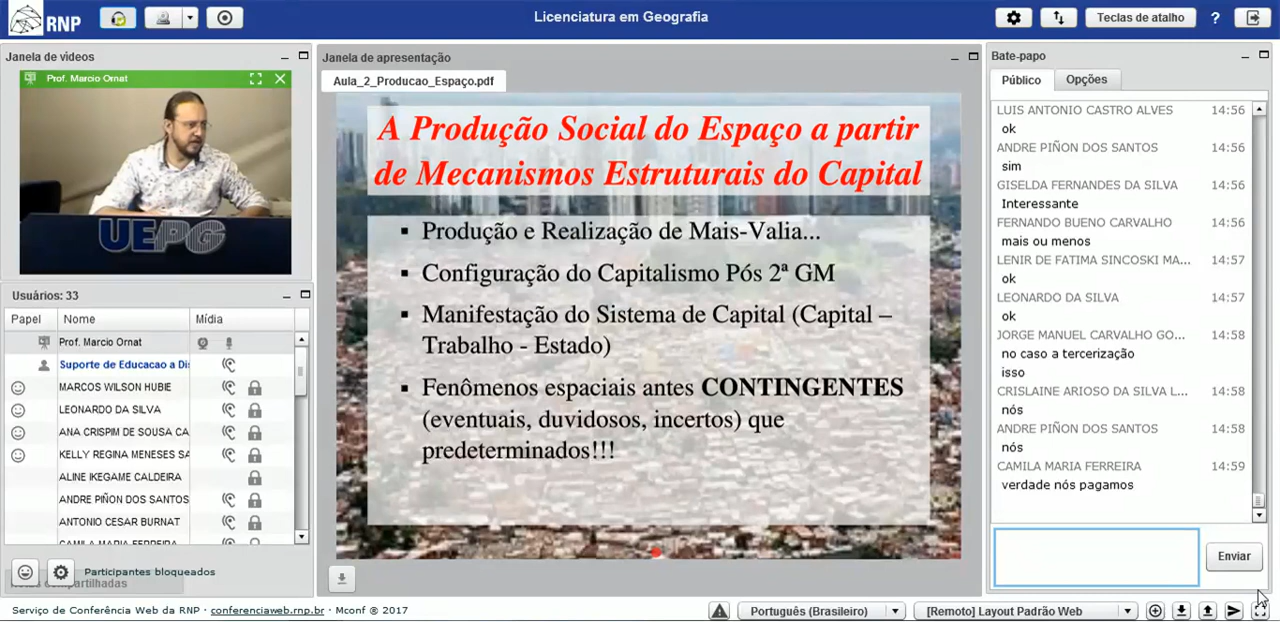 RNP
Licenciatura em Geografia
Teclas de atalho
?
Janela de vídeos
Prof. Marcio Ornat
UEPG
Usuários: 33
Papel Nome Mídia
Prof. Marcio Ornat
Suporte de Educacao a Dis
MARCOS WILSON HUBIE
LEONARDO DA SILVA
ANA CRISPIM DE SOUSA CA
KELLY REGINA MENESES SA
ALINE IKEGAME CALDEIRA
ANDRE PIÑON DOS SANTOS
ANTONIO CESAR BURNAT
CAMILA MARIA FERREIRA
Participantes bloqueados
Notas compartilhadas
Janela de apresentação
Aula_2_Producao_Espaço.pdf
A Produção Social do Espaço a partir
de Mecanismos Estruturais do Capital
▪ Produção e Realização de Mais-Valia...
▪ Configuração do Capitalismo Pós 2ª GM
▪ Manifestação do Sistema de Capital (Capital –
Trabalho - Estado)
▪ Fenômenos espaciais antes CONTINGENTES
(eventuais, duvidosos, incertos) que
predeterminados!!!
Bate-papo
Público Opções
LUIS ANTONIO CASTRO ALVES 14:56
ok
ANDRE PIÑON DOS SANTOS 14:56
sim
GISELDA FERNANDES DA SILVA 14:56
Interessante
FERNANDO BUENO CARVALHO 14:56
mais ou menos
LENIR DE FATIMA SINCOSKI MA... 14:57
ok
LEONARDO DA SILVA 14:57
ok
JORGE MANUEL CARVALHO GO... 14:58
no caso a tercerização
isso
CRISLAINE ARIOSO DA SILVA L... 14:58
nós
ANDRE PIÑON DOS SANTOS 14:58
nós
CAMILA MARIA FERREIRA 14:59
verdade nós pagamos
Enviar
Serviço de Conferência Web da RNP · conferenciaweb.rnp.br · Mconf ® 2017
Português (Brasileiro)
[Remoto] Layout Padrão Web